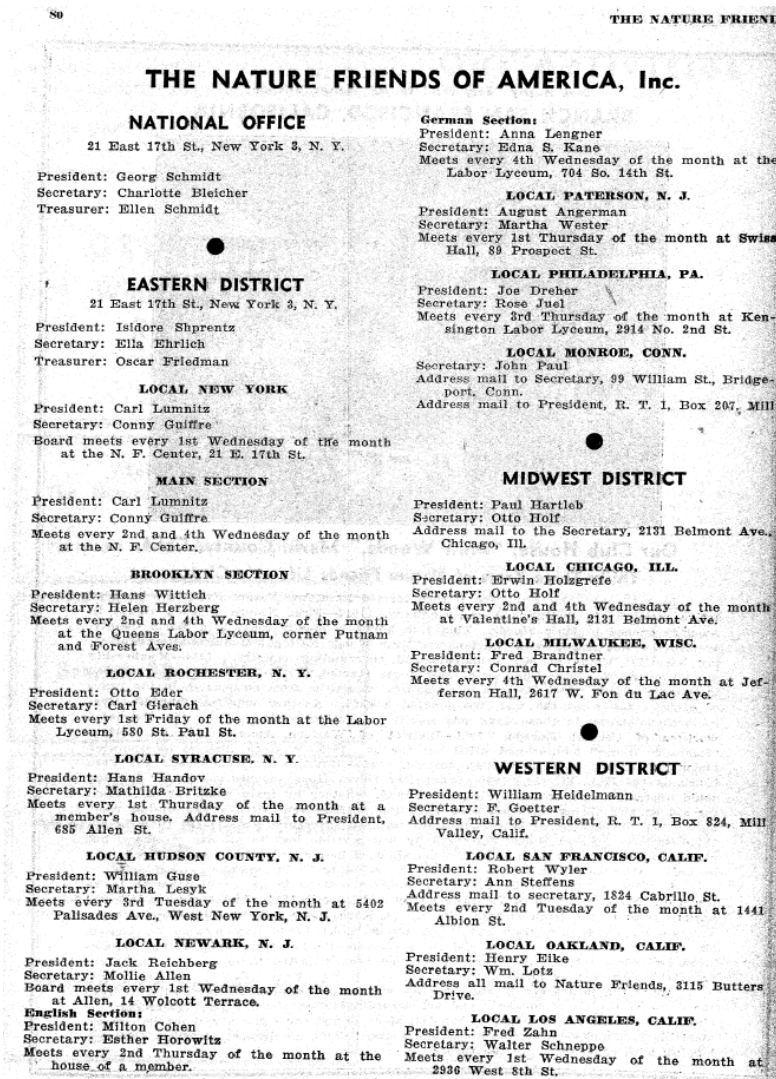 80
THE NATURE FRIEND
THE NATURE FRIENDS OF AMERICA, Inc.
NATIONAL OFFICE
21 East 17th St., New York 3, N. Y.
President: Georg Schmidt
Secretary: Charlotte Bleicher
Treasurer: Ellen Schmidt
EASTERN DISTRICT
21 East 17th St., New York 3, N. Y.
President: Isidore Shprentz
Secretary: Ella Ehrlich
Treasurer: Oscar Friedman
LOCAL NEW YORK
President: Carl Lumnitz
Secretary: Conny Guiffre
Board meets every 1st Wednesday of the month
at the N. F. Center, 21 E. 17th St.
MAIN SECTION
President: Carl Lumnitz
Secretary: Conny Guiffre
Meets every 2nd and 4th Wednesday of the month
at the N. F. Center.
BROOKLYN SECTION
President: Hans Wittich
Secretary: Helen Herzberg
Meets every 2nd and 4th Wednesday of the month
at the Queens Labor Lyceum, corner Putnam
and Forest Aves.
LOCAL ROCHESTER, N. Y.
President: Otto Eder
Secretary: Carl Gierach
Meets every 1st Friday of the month at the Labor
Lyceum, 580 St. Paul St.
LOCAL SYRACUSE, N. Y.
President: Hans Handov
Secretary: Mathilda Britzke
Meets every 1st Thursday of the month at a
member's house. Address mail to President,
685 Allen St.
LOCAL HUDSON COUNTY, N. J.
President: William Guse
Secretary: Martha Lesyk
Meets every 3rd Tuesday of the month at 5402
Palisades Ave., West New York, N. J.
LOCAL NEWARK, N. J.
President: Jack Reichberg
Secretary: Mollie Allen
Board meets every 1st Wednesday of the month
at Allen, 14 Wolcott Terrace.
English Section:
President: Milton Cohen
Secretary: Esther Horowitz
Meets every 2nd Thursday of the month at the
house of a member.
German Section:
President: Anna Lengner
Secretary: Edna S. Kane
Meets every 4th Wednesday of the month at the
Labor Lyceum, 704 So. 14th St.
LOCAL PATERSON, N. J.
President: August Angerman
Secretary: Martha Wester
Meets every 1st Thursday of the month at Swiss
Hall, 89 Prospect St.
LOCAL PHILADELPHIA, PA.
President: Joe Dreher
Secretary: Rose Juel
Meets every 3rd Thursday of the month at Ken-
sington Labor Lyceum, 2914 No. 2nd St.
LOCAL MONROE, CONN.
Secretary: John Paul
Address mail to Secretary, 99 William St., Bridge-
port, Conn.
Address mail to President, R. T. 1, Box 207, Mill
MIDWEST DISTRICT
President: Paul Hartleb
Secretary: Otto Holf
Address mail to the Secretary, 2131 Belmont Ave.,
Chicago, Ill.
LOCAL CHICAGO, ILL.
President: Erwin Holzgrefe
Secretary: Otto Holf
Meets every 2nd and 4th Wednesday of the month
at Valentine's Hall, 2131 Belmont Ave.
LOCAL MILWAUKEE, WISC.
President: Fred Brandtner
Secretary: Conrad Christel
Meets every 4th Wednesday of the month at Jef-
ferson Hall, 2617 W. Fon du Lac Ave.
WESTERN DISTRICT
President: William Heidelmann
Secretary: F. Goetter
Address mail to President, R. T. 1, Box 824, Mill
Valley, Calif.
LOCAL SAN FRANCISCO, CALIF.
President: Robert Wyler
Secretary: Ann Steffens
Address mail to secretary, 1824 Cabrillo St.
Meets every 2nd Tuesday of the month at 1441
Albion St.
LOCAL OAKLAND, CALIF.
President: Henry Eike
Secretary: Wm. Lotz
Address all mail to Nature Friends, 3115 Butters
Drive.
LOCAL LOS ANGELES, CALIF.
President: Fred Zahn
Secretary: Walter Schneppe
Meets every 1st Wednesday of the month at
2936 West 8th St.